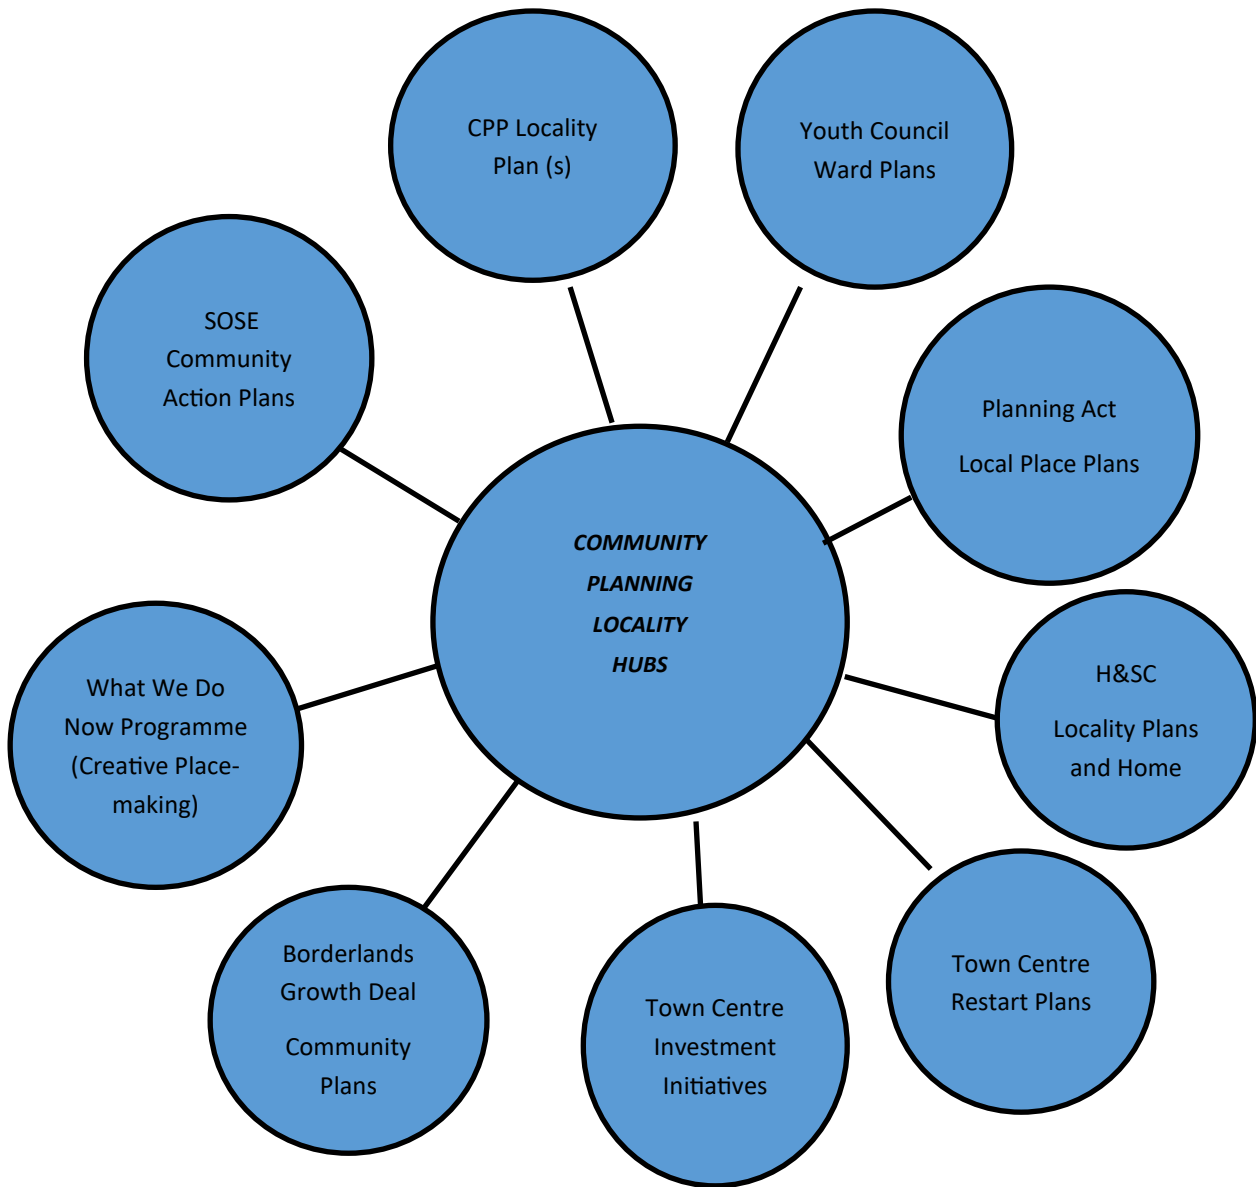 CPP Locality
Plan (s)
Youth Council
Ward Plans
SOSE
Community
Action Plans
Planning Act
Local Place Plans
COMMUNITY
PLANNING
LOCALITY
HUBS
What We Do
Now Programme
(Creative Place-
making)
H&SC
Locality Plans
and Home
Borderlands
Growth Deal
Community
Plans
Town Centre
Investment
Initiatives
Town Centre
Restart Plans